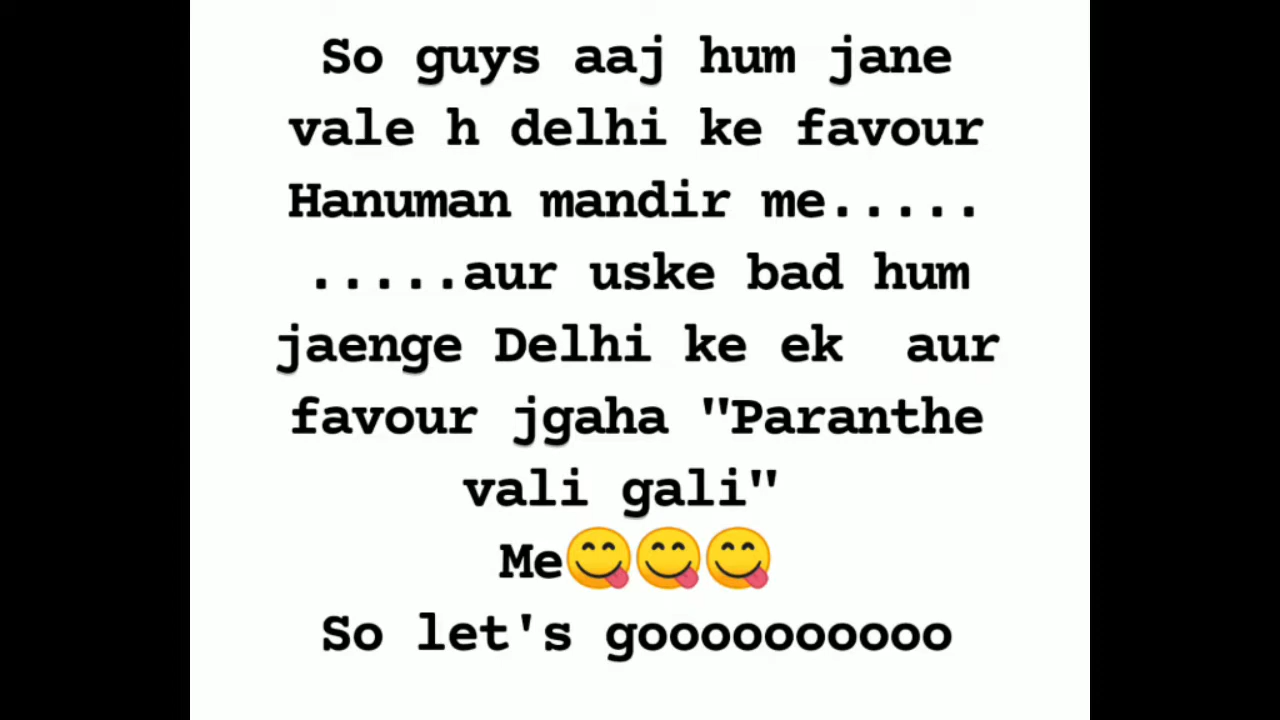 So guys aaj hum jane
vale h delhi ke favour
Hanuman mandir me.....
.....aur uske bad hum
jaenge Delhi ke ek  aur
favour jgaha "Paranthe
vali gali"
Me😋😋😋
So let's gooooooooooo